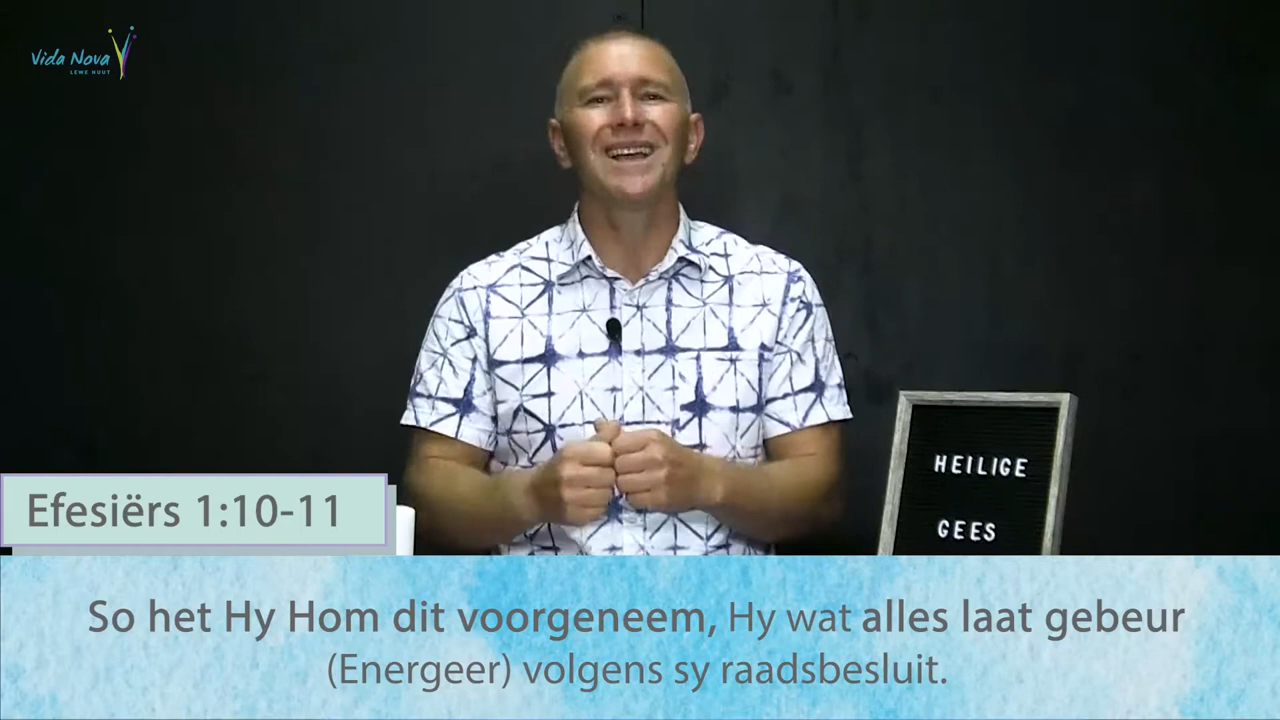 Vida Nova
LEWE NUUT
HEILIGE
GEES
Efesiërs 1:10-11
So het Hy Hom dit voorgeneem, Hy wat alles laat gebeur
(Energeer) volgens sy raadsbesluit.